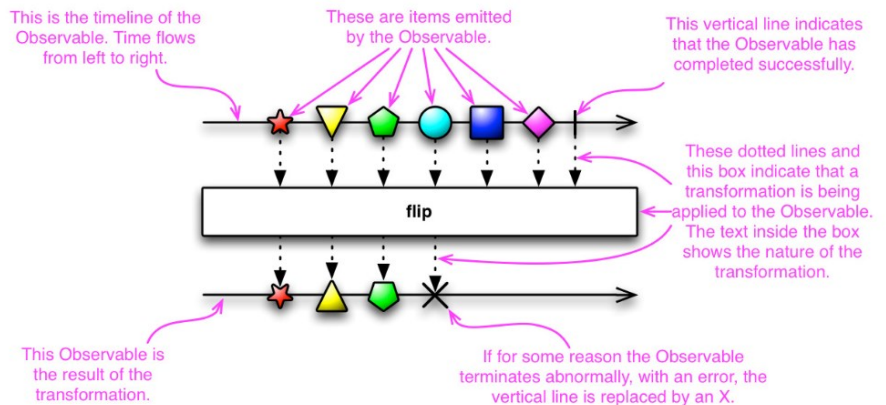 This is the timeline of the
Observable. Time flows
from left to right.
These are items emitted
by the Observable.
This vertical line indicates
that the Observable has
completed successfully.
These dotted lines and
this box indicate that a
transformation is being
applied to the Observable.
The text inside the box
shows the nature of the
transformation.
flip
This Observable is
the result of the
transformation.
If for some reason the Observable
terminates abnormally, with an error, the
vertical line is replaced by an X.